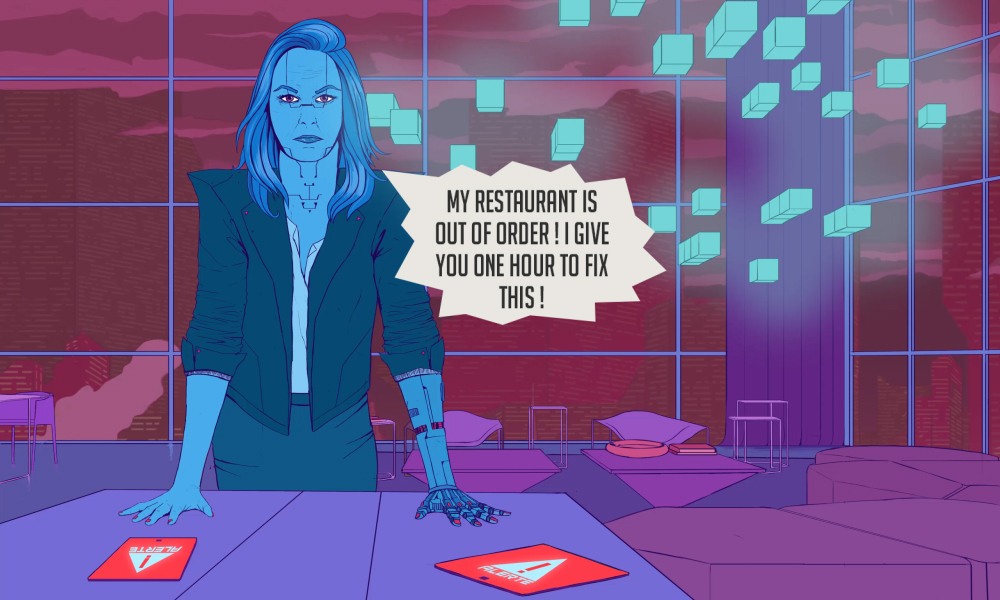 MY RESTAURANT IS
OUT OF ORDER ! I GIVE
YOU ONE HOUR TO FIX
THIS !
ALERTE
!
ALERTE
!